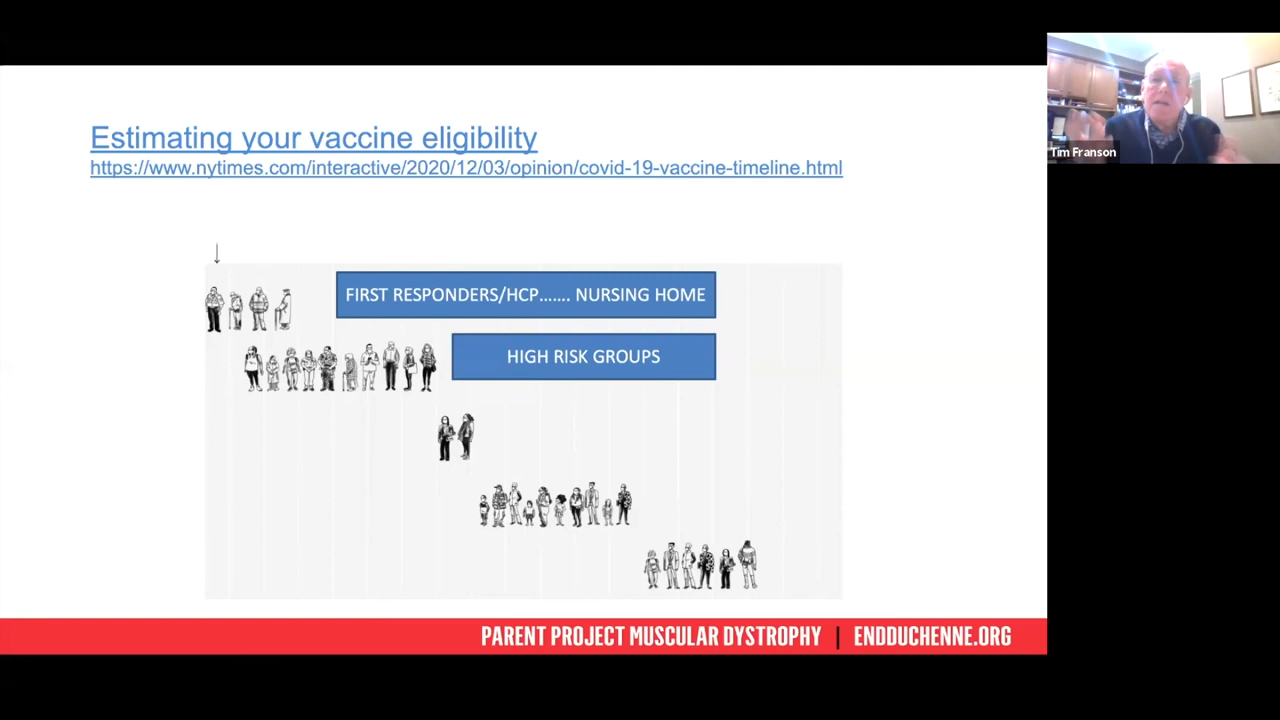 Estimating your vaccine eligibility
https://www.nytimes.com/interactive/2020/12/03/opinion/covid-19-vaccine-timeline.html
Tim Franson
FIRST RESPONDERS/HCP....... NURSING HOME
HIGH RISK GROUPS
PARENT PROJECT MUSCULAR DYSTROPHY | ENDDUCHENNE.ORG